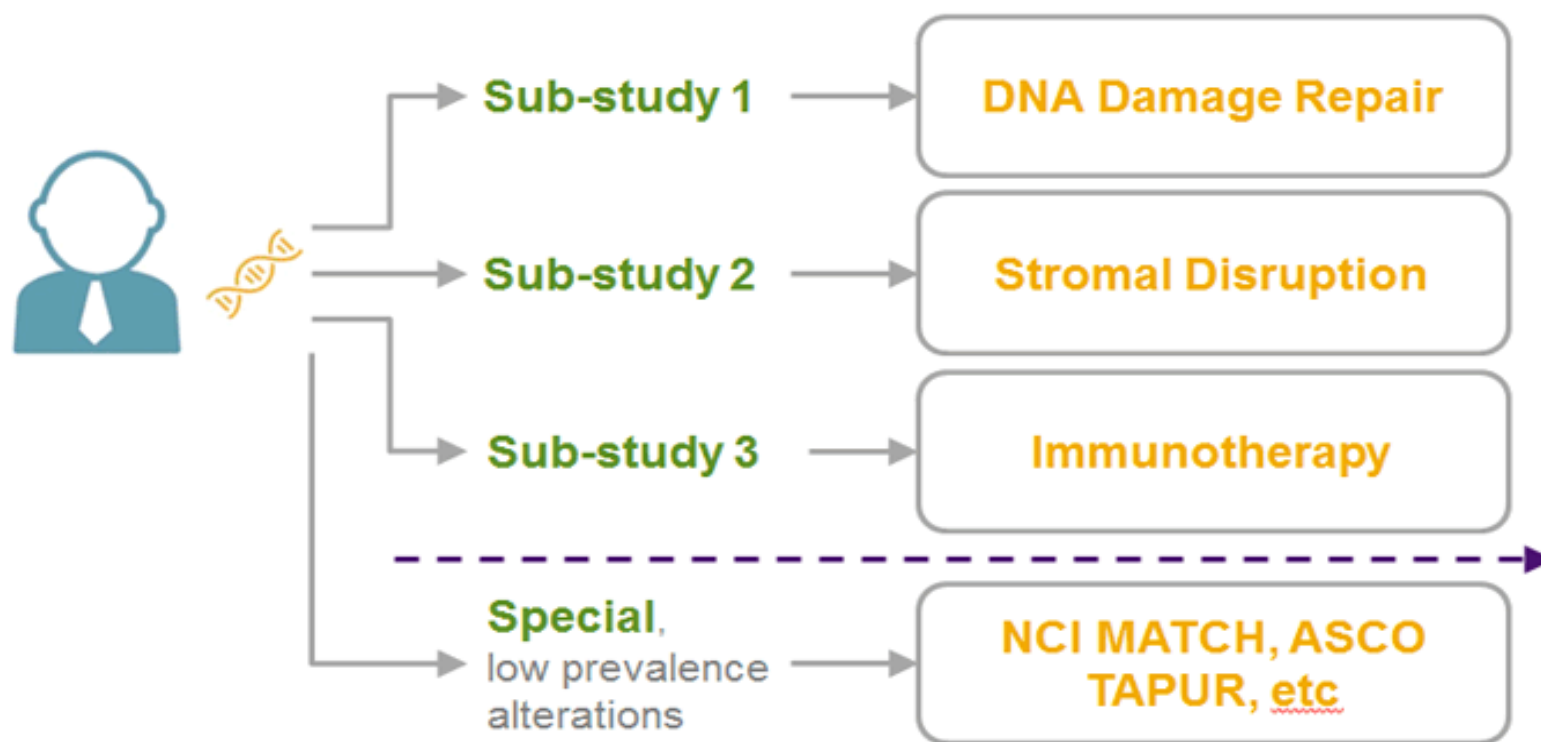 Sub-study 1
DNA Damage Repair
Sub-study 2
Stromal Disruption
Sub-study 3
Immunotherapy
Special,
low prevalence
alterations
NCI MATCH, ASCO
TAPUR, etc